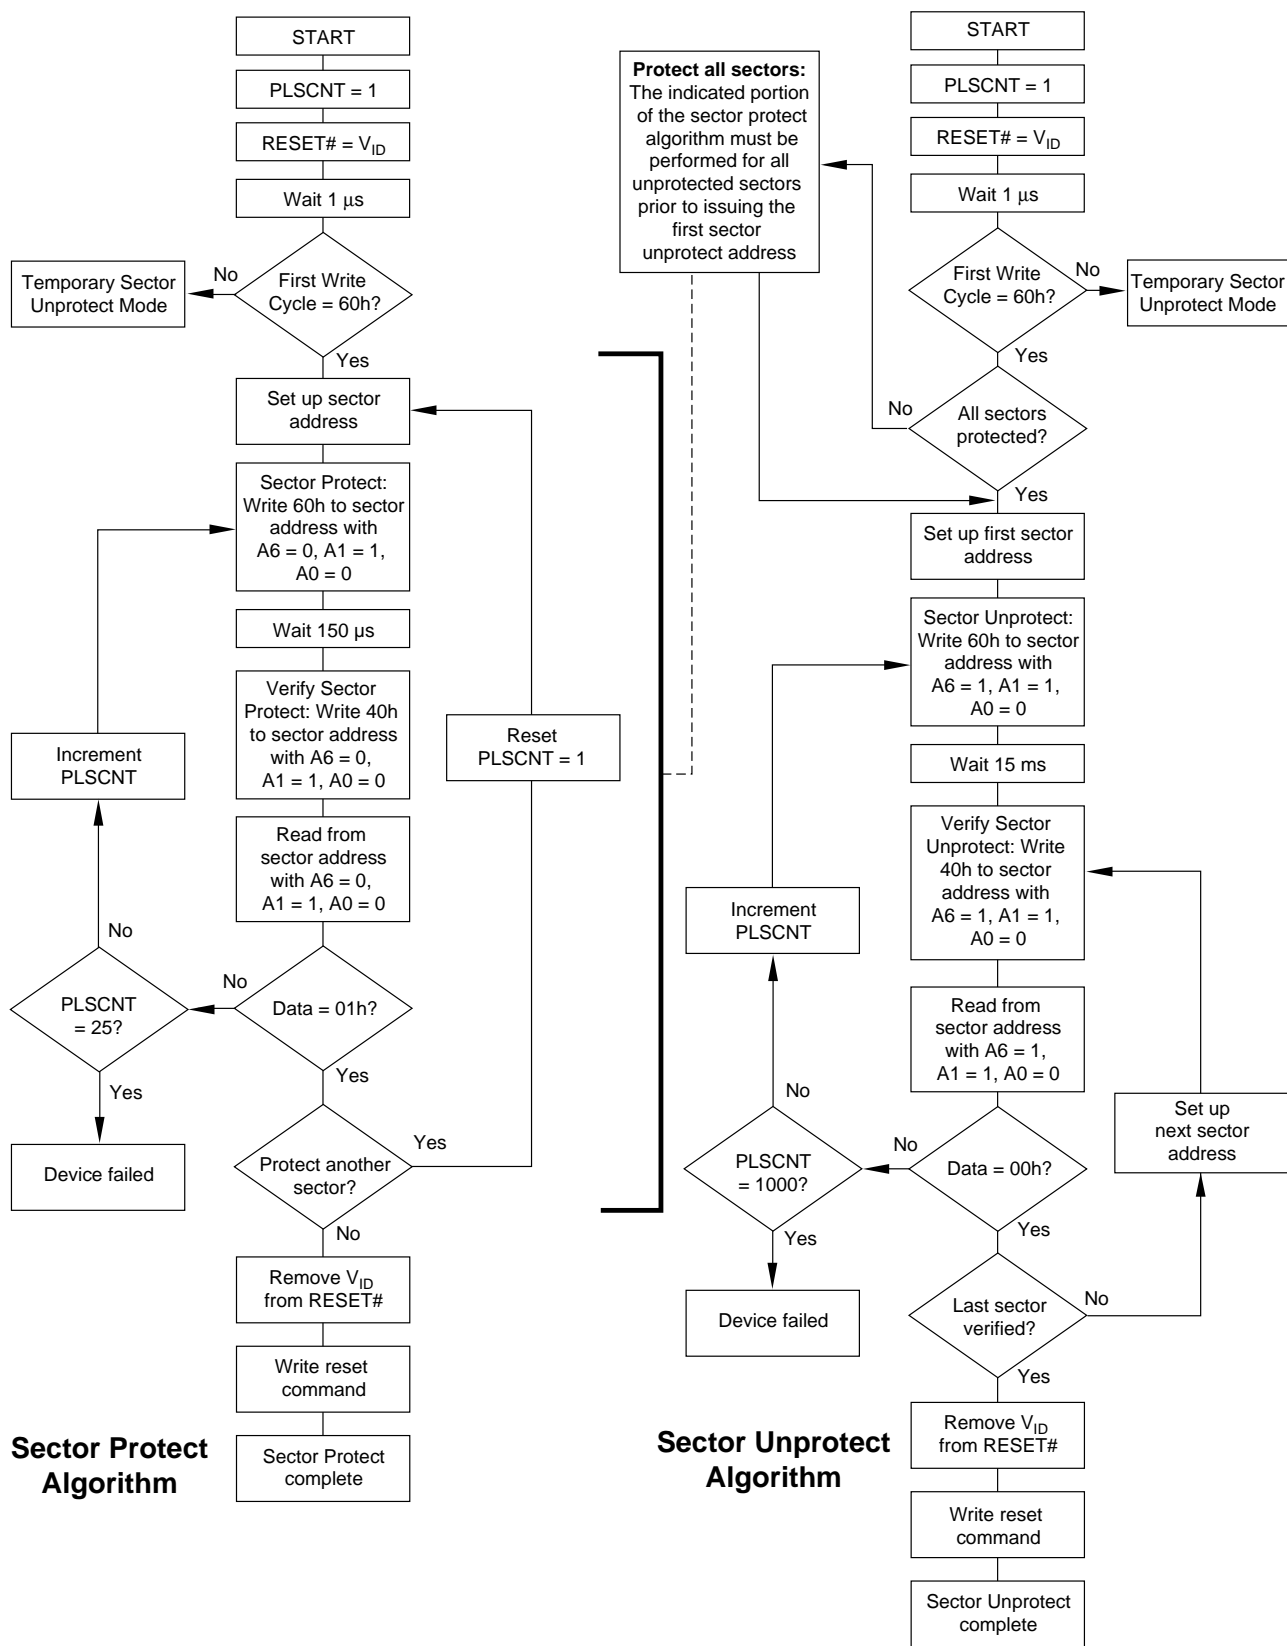 START
PLSCNT = 1
RESET# = VID
Wait 1 μs
First Write
Cycle = 60h?
No
Temporary Sector
Unprotect Mode
Yes
Set up sector
address
Sector Protect:
Write 60h to sector
address with
A6 = 0, A1 = 1,
A0 = 0
Wait 150 µs
Verify Sector
Protect: Write 40h
to sector address
with A6 = 0,
A1 = 1, A0 = 0
Increment
PLSCNT
Reset
PLSCNT = 1
Read from
sector address
with A6 = 0,
A1 = 1, A0 = 0
No
No
PLSCNT
= 25?
Data = 01h?
Yes
Yes
Device failed
Protect another
sector?
Yes
No
Remove VID
from RESET#
Write reset
command
Sector Protect
complete
Sector Protect
Algorithm
Protect all sectors:
The indicated portion
of the sector protect
algorithm must be
performed for all
unprotected sectors
prior to issuing the
first sector
unprotect address
START
PLSCNT = 1
RESET# = VID
Wait 1 μs
First Write
Cycle = 60h?
No
Temporary Sector
Unprotect Mode
Yes
No
All sectors
protected?
Yes
Set up first sector
address
Sector Unprotect:
Write 60h to sector
address with
A6 = 1, A1 = 1,
A0 = 0
Wait 15 ms
Verify Sector
Unprotect: Write
40h to sector
address with
A6 = 1, A1 = 1,
A0 = 0
Increment
PLSCNT
Read from
sector address
with A6 = 1,
A1 = 1, A0 = 0
Set up
next sector
address
No
No
PLSCNT
= 1000?
Data = 00h?
Yes
Yes
Device failed
Last sector
verified?
No
Yes
Remove VID
from RESET#
Write reset
command
Sector Unprotect
complete
Sector Unprotect
Algorithm